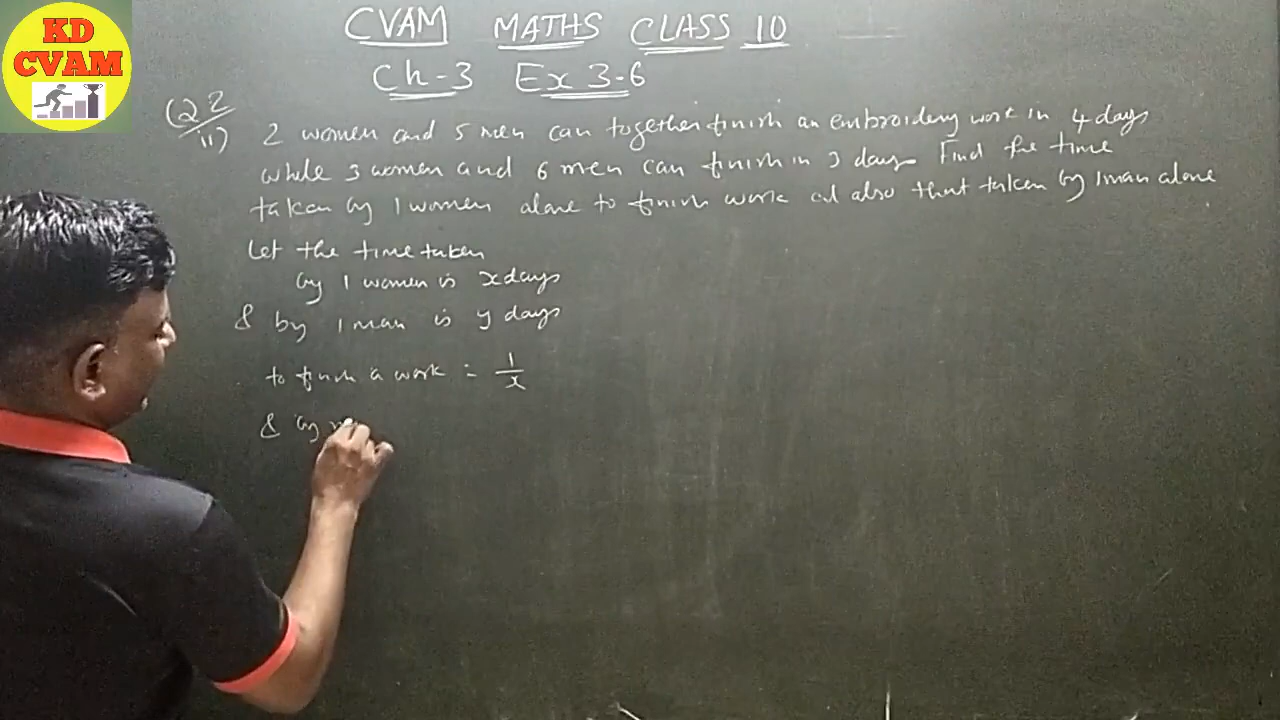 KD
CVAM
CVAM MATHS CLASS 10
Ch-3 Ex 3-6
Q2
ii) 2 women and 5 men can together finish an embroidery work in 4 days
while 3 women and 6 men can finish in 3 days Find the time
taken by 1 women alone to finish work al also that taken by 1 man alone
Let the time taken
by 1 women is x days
& by 1 man is y days
to finish a work = 1/x
& by